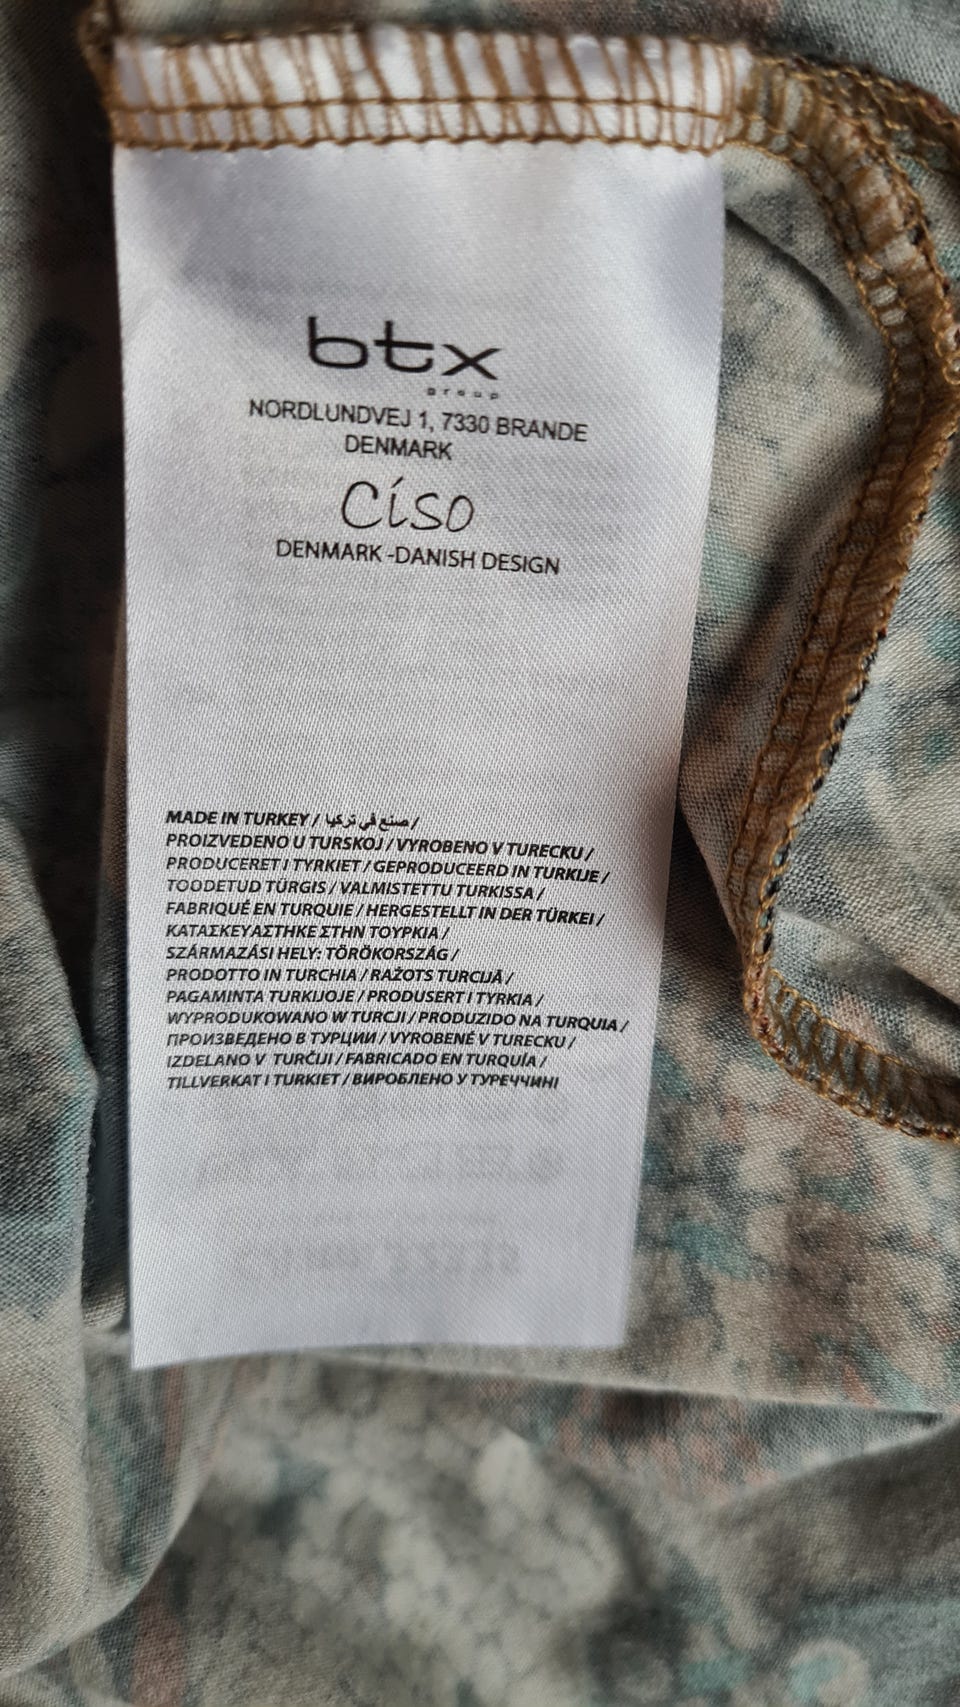 btx
group
NORDLUNDVEJ 1, 7330 BRANDE
DENMARK
Ciso
DENMARK -DANISH DESIGN
MADE IN TURKEY / صنع في تركيا /
PROIZVEDENO U TURSKOJ / VYROBENO V TURECKU /
PRODUCERET I TYRKIET / GEPRODUCEERD IN TURKIJE /
TOODETUD TÜRGIS / VALMISTETTU TURKISSA /
FABRIQUÉ EN TURQUIE / HERGESTELLT IN DER TÜRKEI /
ΚΑΤΑΣΚΕΥΑΣΤΗΚΕ ΣΤΗΝ ΤΟΥΡΚΙΑ /
SZÁRMAZÁSI HELY: TÖRÖKORSZÁG /
PRODOTTO IN TURCHIA / RAŽOTS TURCIJĀ /
PAGAMINTA TURKIJOJE / PRODUSERT I TYRKIA /
WYPRODUKOWANO W TURCJI / PRODUZIDO NA TURQUIA /
ПРОИЗВЕДЕНО В ТУРЦИИ / VYROBENÉ V TURECKU /
IZDELANO V TURČIJI / FABRICADO EN TURQUÍA /
TILLVERKAT I TURKIET / ВИРОБЛЕНО У ТУРЕЧЧИНІ